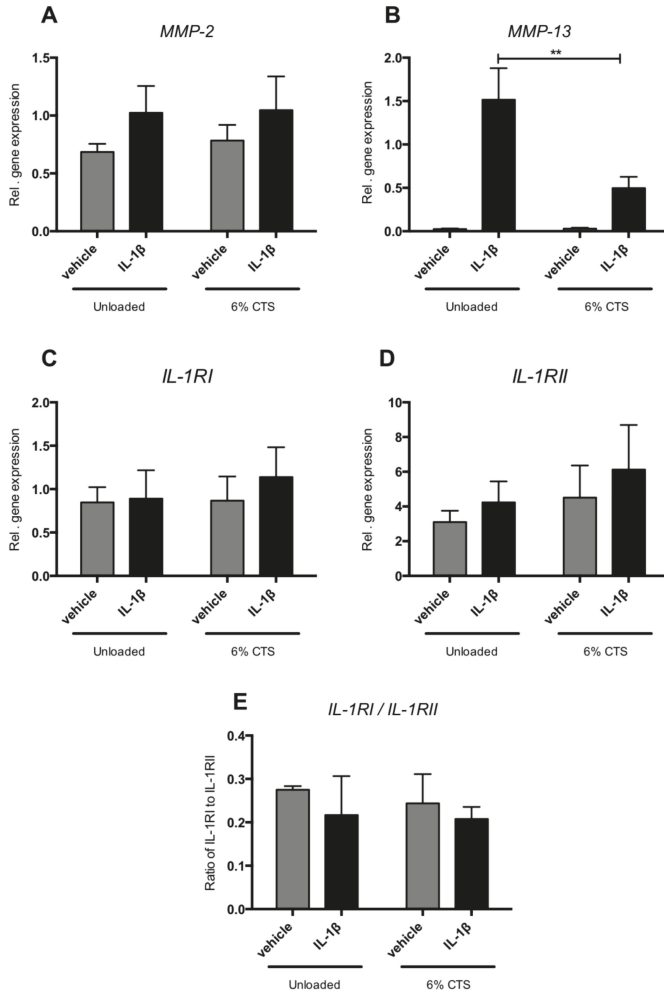 A
MMP-2
Rel. gene expression
1.5
1.0
0.5
0.0
vehicle
IL-1β
vehicle
IL-1β
Unloaded
6% CTS
B
MMP-13
**
Rel. gene expression
2.0
1.5
1.0
0.5
0.0
vehicle
IL-1β
vehicle
IL-1β
Unloaded
6% CTS
C
IL-1RI
Rel. gene expression
2.0
1.5
1.0
0.5
0.0
vehicle
IL-1β
vehicle
IL-1β
Unloaded
6% CTS
D
IL-1RII
Rel. gene expression
10
8
6
4
2
0
vehicle
IL-1β
vehicle
IL-1β
Unloaded
6% CTS
E
IL-1RI / IL-1RII
Ratio of IL-1RI to IL-1RII
0.4
0.3
0.2
0.1
0.0
vehicle
IL-1β
vehicle
IL-1β
Unloaded
6% CTS